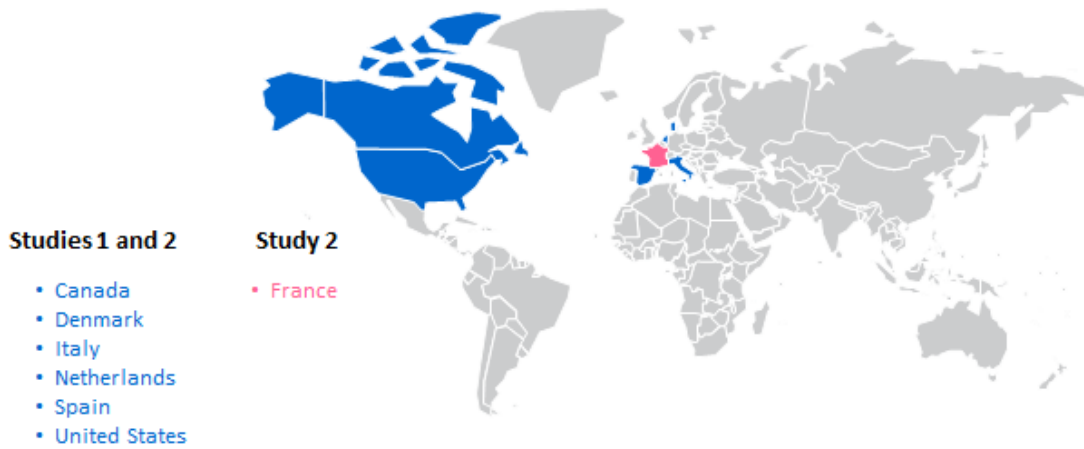 Studies 1 and 2
• Canada
• Denmark
• Italy
• Netherlands
• Spain
• United States
Study 2
• France